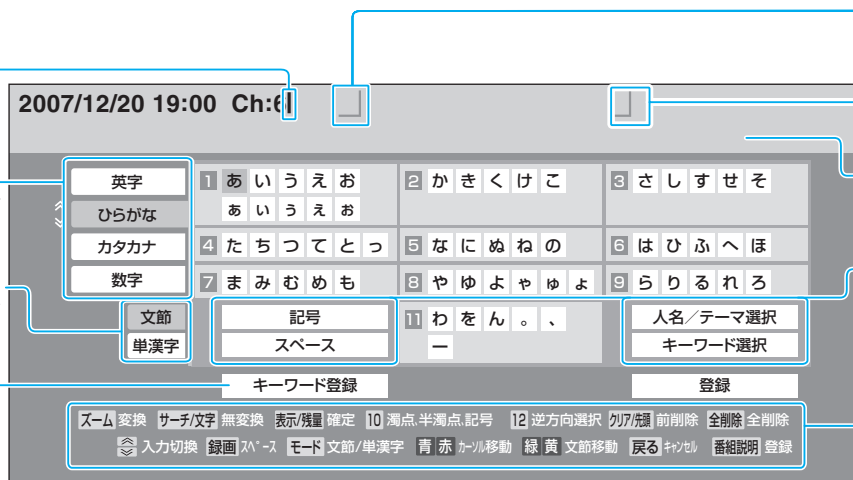 2007/12/20 19:00 Ch:6
英字 1 あ い う え お 2 か き く け こ 3 さ し す せ そ
ひらがな ぁ ぃ ぅ ぇ ぉ
カタカナ 4 た ち つ て と っ 5 な に ぬ ね の 6 は ひ ふ へ ほ
数字 7 ま み む め も 8 や ゆ よ ゃ ゅ ょ 9 ら り る れ ろ
文節 記号 11 わ を ん 。 、 人名／テーマ選択
単漢字 スペース ー キーワード選択
キーワード登録 登録
ズーム 変換 サーチ/文字 無変換 表示/残量 確定 10 濁点､半濁点､記号 12 逆方向選択 クリア/先頭 前削除 全削除 全削除
入力切換 録画 スペース モード 文節/単漢字 青 赤 カーソル移動 緑 黄 文節移動 戻る キャンセル 番組説明 登録